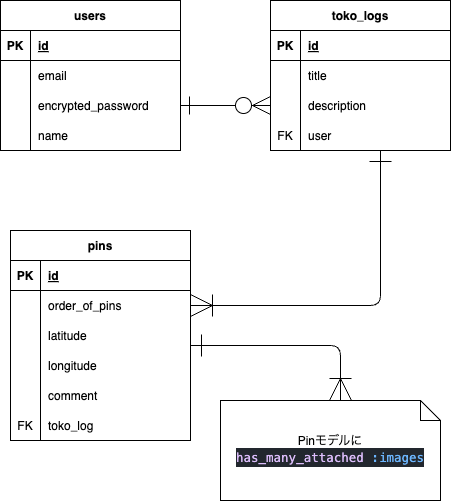 users
PK id
email
encrypted_password
name
toko_logs
PK id
title
description
FK user
pins
PK id
order_of_pins
latitude
longitude
comment
FK toko_log
Pinモデルに
has_many_attached :images